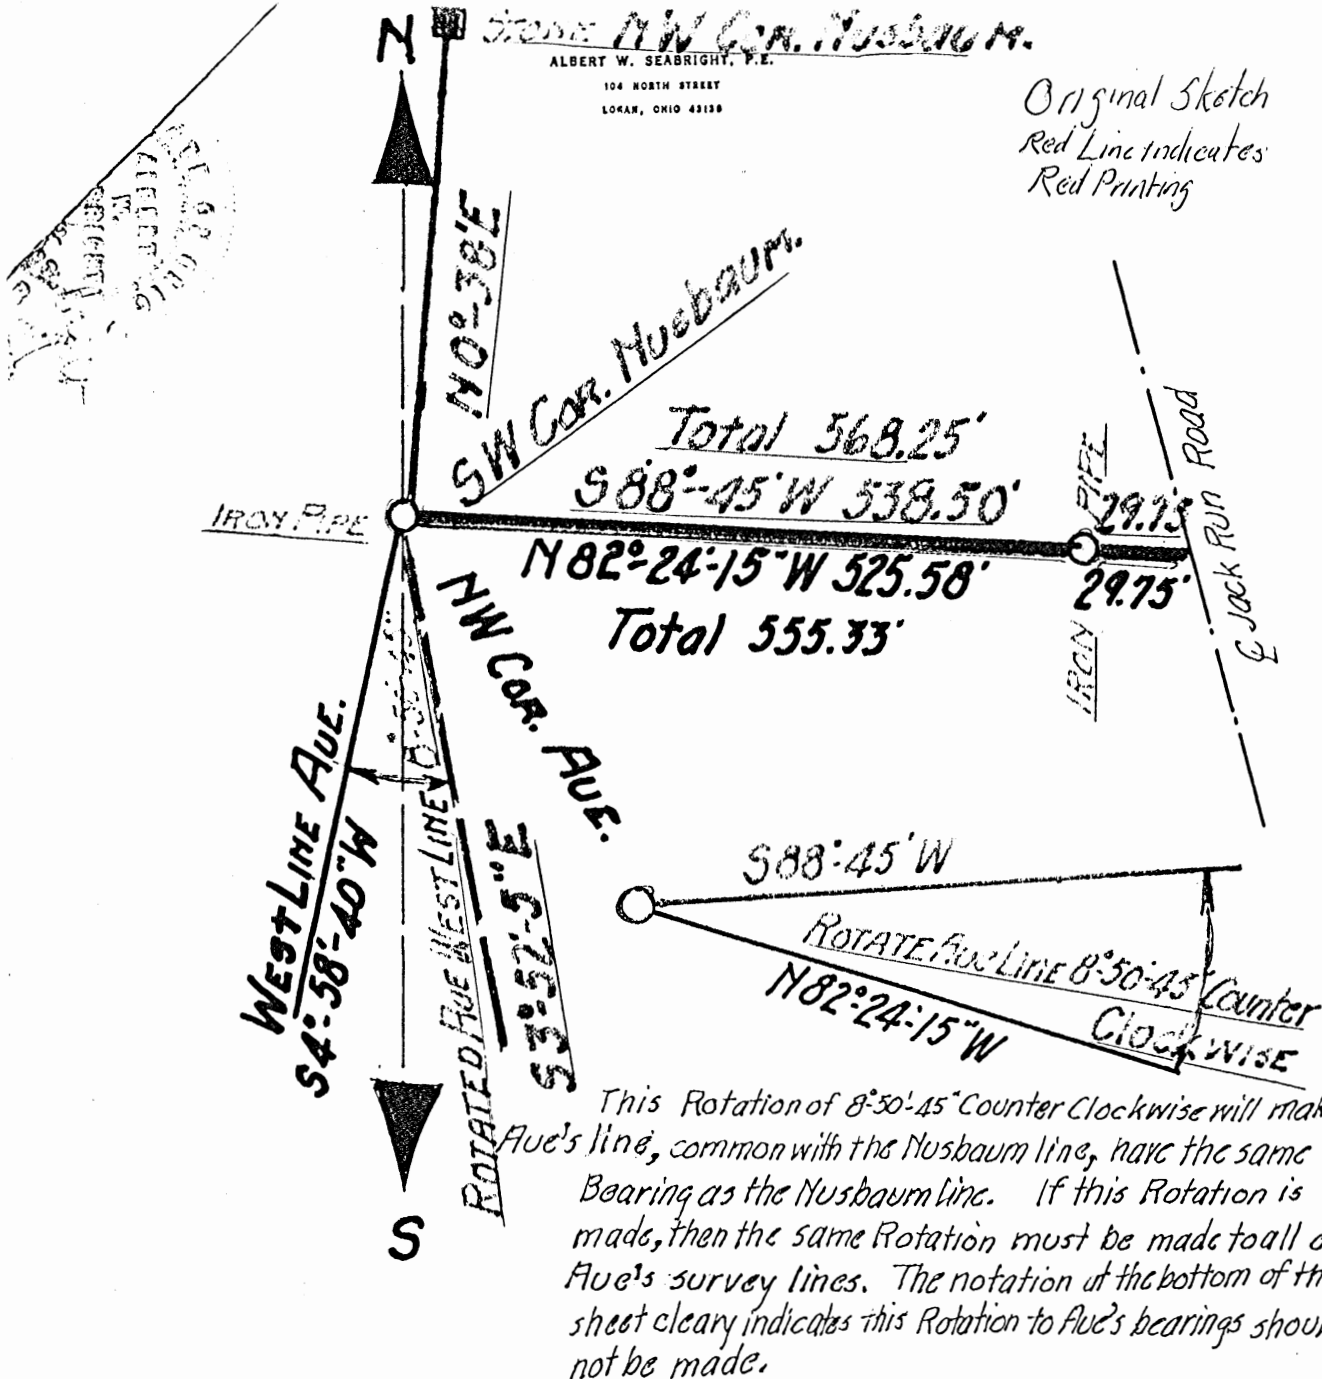 N
Stone NW Cor. Nusbaum.
ALBERT W. SEABRIGHT, P.E.
104 NORTH STREET
LOGAN, OHIO 43138
Original Sketch
Red Line indicates
Red Printing
N0°-38'E
SW Cor. Nusbaum.
Total 568.25'
S88°-45'W 538.50'
IRON PIPE
29.75
IRON PIPE
℄ Jack Run Road
N82°-24'-15"W 525.58'
29.75'
Total 555.33'
NW COR. AUE.
WEST LINE AUE.
S4°-58'-40"W
ROTATED AUE WEST LINE
S3°-52'-5"E
S88°-45'W
ROTATE Aue LINE 8°-50'-45" Counter
Clockwise
N82°-24'-15"W
This Rotation of 8°-50'-45" Counter Clockwise will mak
Aue's line, common with the Nusbaum line, have the same
Bearing as the Nusbaum line. If this Rotation is
made, then the same Rotation must be made to all o
Aue's survey lines. The notation at the bottom of th
sheet cleary indicates this Rotation to Aue's bearings shou
not be made.
S